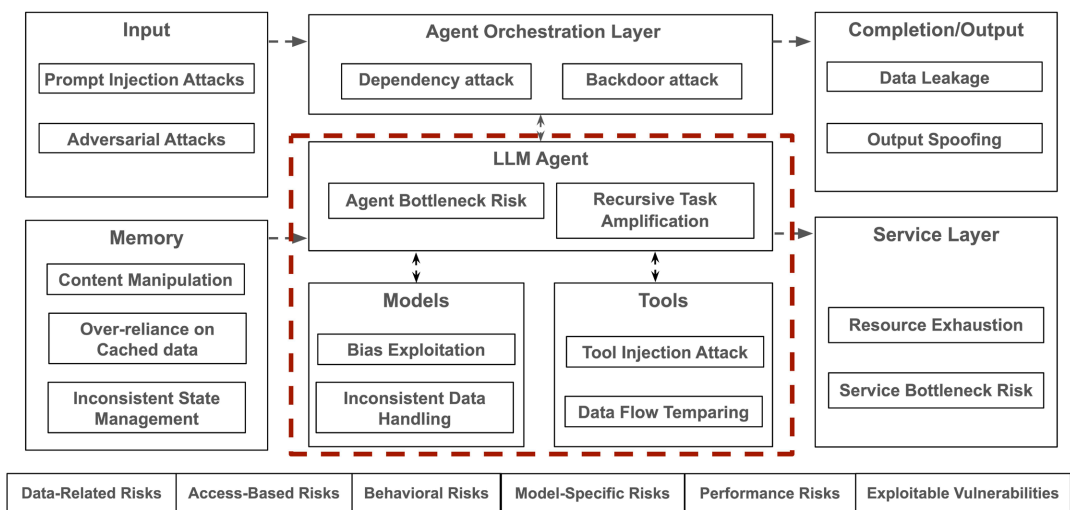 Input
Prompt Injection Attacks
Adversarial Attacks
Agent Orchestration Layer
Dependency attack
Backdoor attack
Completion/Output
Data Leakage
Output Spoofing
Memory
Content Manipulation
Over-reliance on
Cached data
Inconsistent State
Management
LLM Agent
Agent Bottleneck Risk
Recursive Task
Amplification
Models
Bias Exploitation
Inconsistent Data
Handling
Tools
Tool Injection Attack
Data Flow Temparing
Service Layer
Resource Exhaustion
Service Bottleneck Risk
Data-Related Risks
Access-Based Risks
Behavioral Risks
Model-Specific Risks
Performance Risks
Exploitable Vulnerabilities